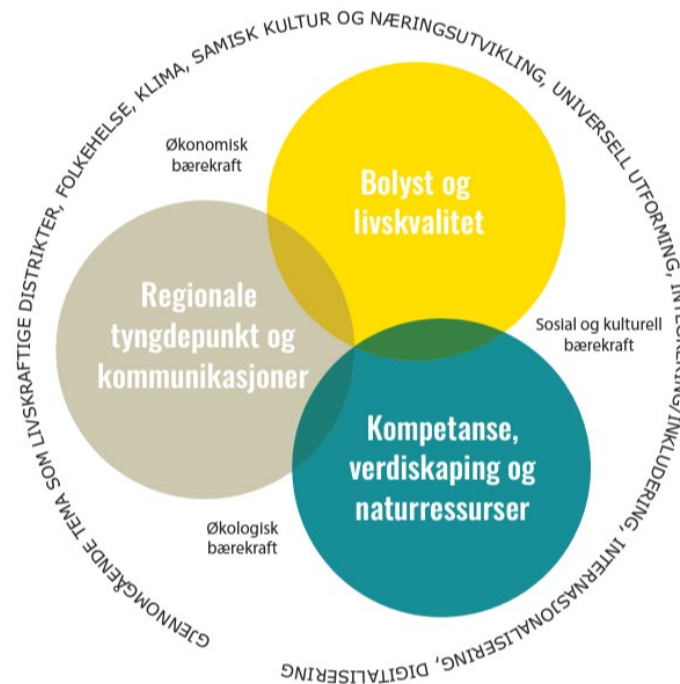 GJENNOMGÅENDE TEMA SOM LIVSKRAFTIGE DISTRIKTER, FOLKEHELSE, KLIMA, SAMISK KULTUR OG NÆRINGSUTVIKLING, UNIVERSELL UTFORMING, INTEGRERING/INKLUDERING, INTERNASJONALISERING, DIGITALISERING
Økonomisk
bærekraft
Bolyst og
livskvalitet
Regionale
tyngdepunkt og
kommunikasjoner
Sosial og kulturell
bærekraft
Kompetanse,
verdiskaping og
naturressurser
Økologisk
bærekraft